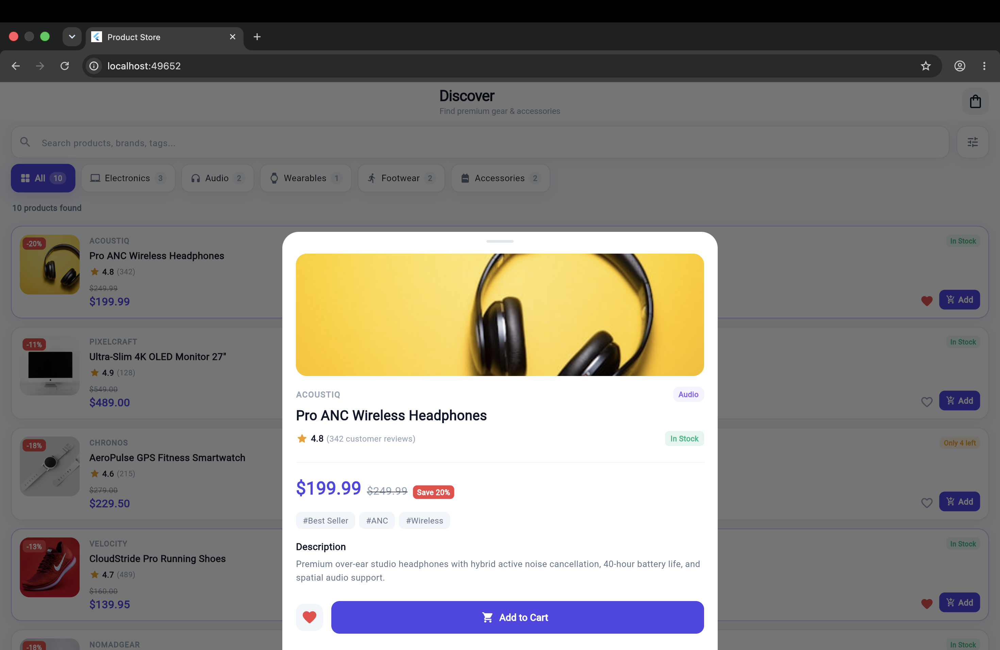 Product Store
localhost:49652
Discover
Find premium gear & accessories
Search products, brands, tags...
All 10 Electronics 3 Audio 2 Wearables 1 Footwear 2 Accessories 2
10 products found
-20%
ACOUSTIQ
In Stock
Pro ANC Wireless Headphones
4.8 (342)
$249.99
$199.99
Add
-11%
PIXELCRAFT
In Stock
Ultra-Slim 4K OLED Monitor 27"
4.9 (128)
$549.00
$489.00
Add
-18%
CHRONOS
Only 4 left
AeroPulse GPS Fitness Smartwatch
4.6 (215)
$279.00
$229.50
Add
-13%
VELOCITY
In Stock
CloudStride Pro Running Shoes
4.7 (489)
$160.00
$139.95
Add
-18%
NOMADGEAR
In Stock
ACOUSTIQ
Audio
Pro ANC Wireless Headphones
4.8 (342 customer reviews)
In Stock
$199.99 $249.99 Save 20%
#Best Seller #ANC #Wireless
Description
Premium over-ear studio headphones with hybrid active noise cancellation, 40-hour battery life, and
spatial audio support.
Add to Cart